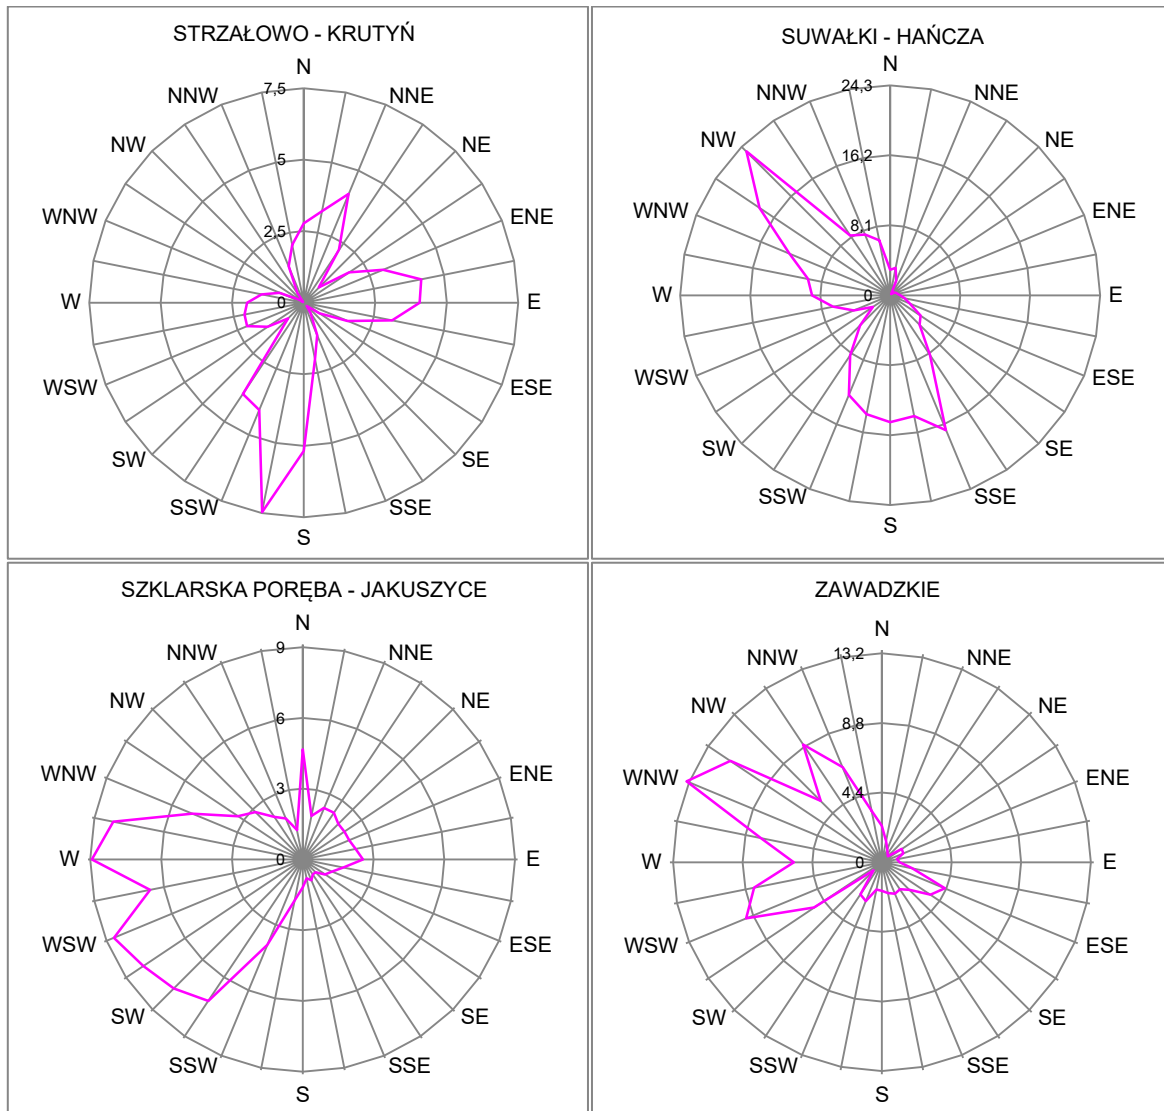 STRZAŁOWO - KRUTYŃ
N
7,5
NNW
NNE
NW
NE
5
WNW
ENE
2,5
W
0
E
WSW
ESE
SW
SE
SSW
SSE
S
SUWAŁKI - HAŃCZA
N
24,3
NNW
NNE
NW
NE
16,2
WNW
ENE
8,1
W
0
E
WSW
ESE
SW
SE
SSW
SSE
S
SZKLARSKA PORĘBA - JAKUSZYCE
N
9
NNW
NNE
NW
NE
6
WNW
ENE
3
W
0
E
WSW
ESE
SW
SE
SSW
SSE
S
ZAWADZKIE
N
13,2
NNW
NNE
NW
NE
8,8
WNW
ENE
4,4
W
0
E
WSW
ESE
SW
SE
SSW
SSE
S